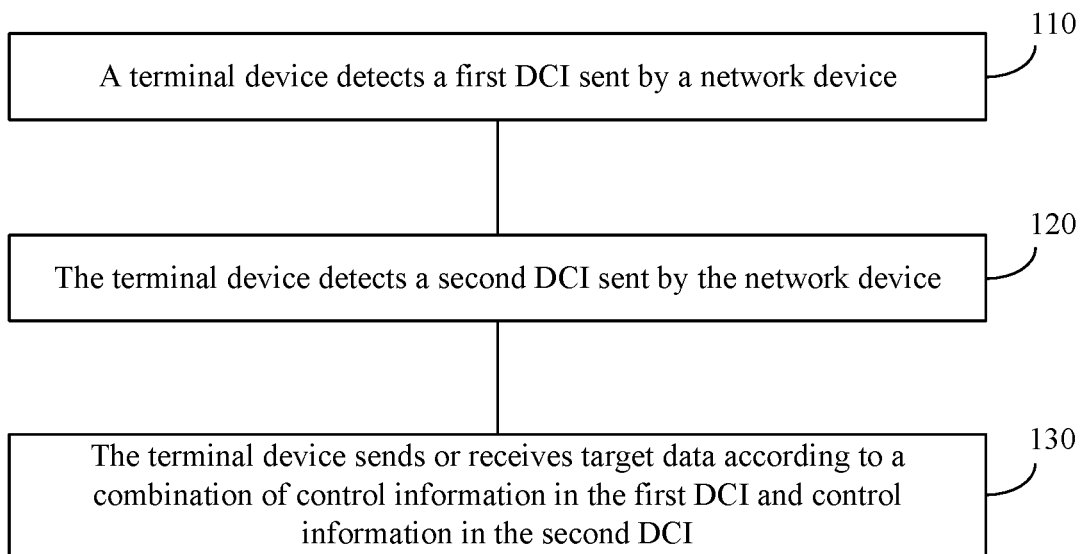 110
A terminal device detects a first DCI sent by a network device
120
The terminal device detects a second DCI sent by the network device
130
The terminal device sends or receives target data according to a
combination of control information in the first DCI and control
information in the second DCI